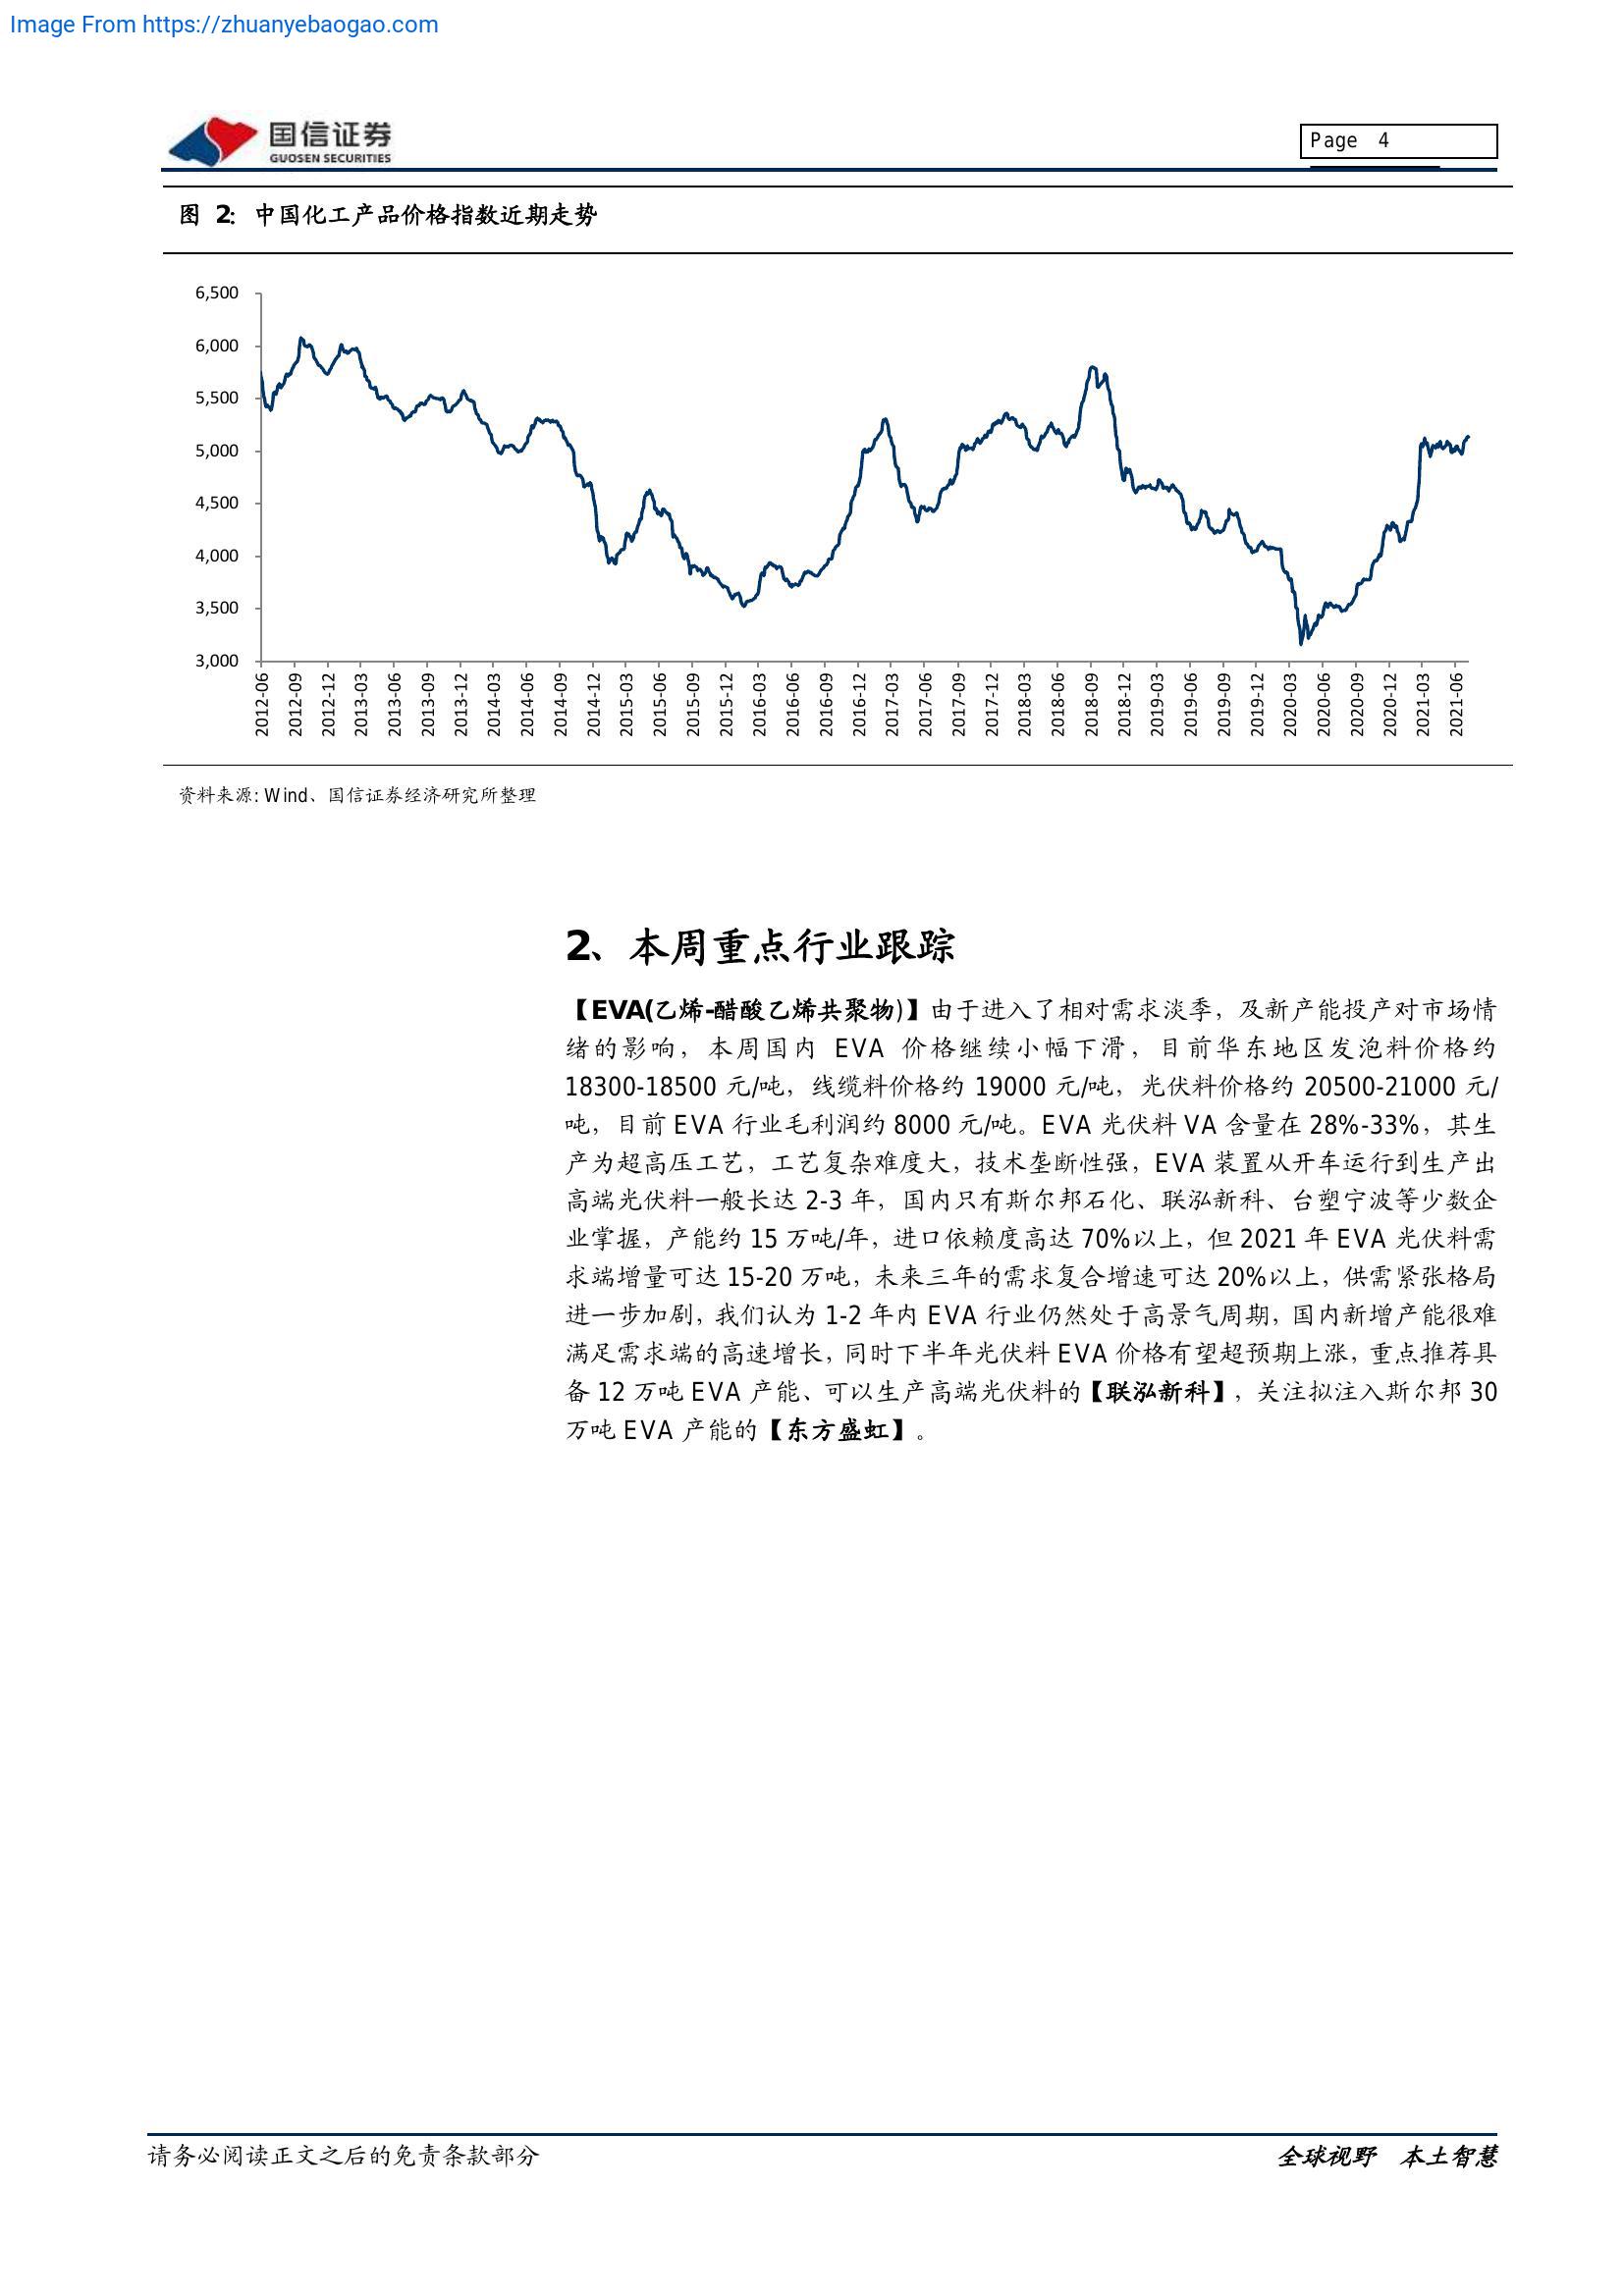 Image From https://zhuanyebaogao.com
国信证券
GUOSEN SECURITIES
Page 4
图 2: 中国化工产品价格指数近期走势
6,500
6,000
5,500
5,000
4,500
4,000
3,500
3,000
2012-06
2012-09
2012-12
2013-03
2013-06
2013-09
2013-12
2014-03
2014-06
2014-09
2014-12
2015-03
2015-06
2015-09
2015-12
2016-03
2016-06
2016-09
2016-12
2017-03
2017-06
2017-09
2017-12
2018-03
2018-06
2018-09
2018-12
2019-03
2019-06
2019-09
2019-12
2020-03
2020-06
2020-09
2020-12
2021-03
2021-06
资料来源: Wind、国信证券经济研究所整理
2、本周重点行业跟踪
【EVA(乙烯-醋酸乙烯共聚物)】由于进入了相对需求淡季，及新产能投产对市场情
绪的影响，本周国内 EVA 价格继续小幅下滑，目前华东地区发泡料价格约
18300-18500 元/吨，线缆料价格约 19000 元/吨，光伏料价格约 20500-21000 元/
吨，目前 EVA 行业毛利润约 8000 元/吨。EVA 光伏料 VA 含量在 28%-33%，其生
产为超高压工艺，工艺复杂难度大，技术垄断性强，EVA 装置从开车运行到生产出
高端光伏料一般长达 2-3 年，国内只有斯尔邦石化、联泓新科、台塑宁波等少数企
业掌握，产能约 15 万吨/年，进口依赖度高达 70%以上，但 2021 年 EVA 光伏料需
求端增量可达 15-20 万吨，未来三年的需求复合增速可达 20%以上，供需紧张格局
进一步加剧，我们认为 1-2 年内 EVA 行业仍然处于高景气周期，国内新增产能很难
满足需求端的高速增长，同时下半年光伏料 EVA 价格有望超预期上涨，重点推荐具
备 12 万吨 EVA 产能、可以生产高端光伏料的【联泓新科】，关注拟注入斯尔邦 30
万吨 EVA 产能的【东方盛虹】。
请务必阅读正文之后的免责条款部分
全球视野 本土智慧